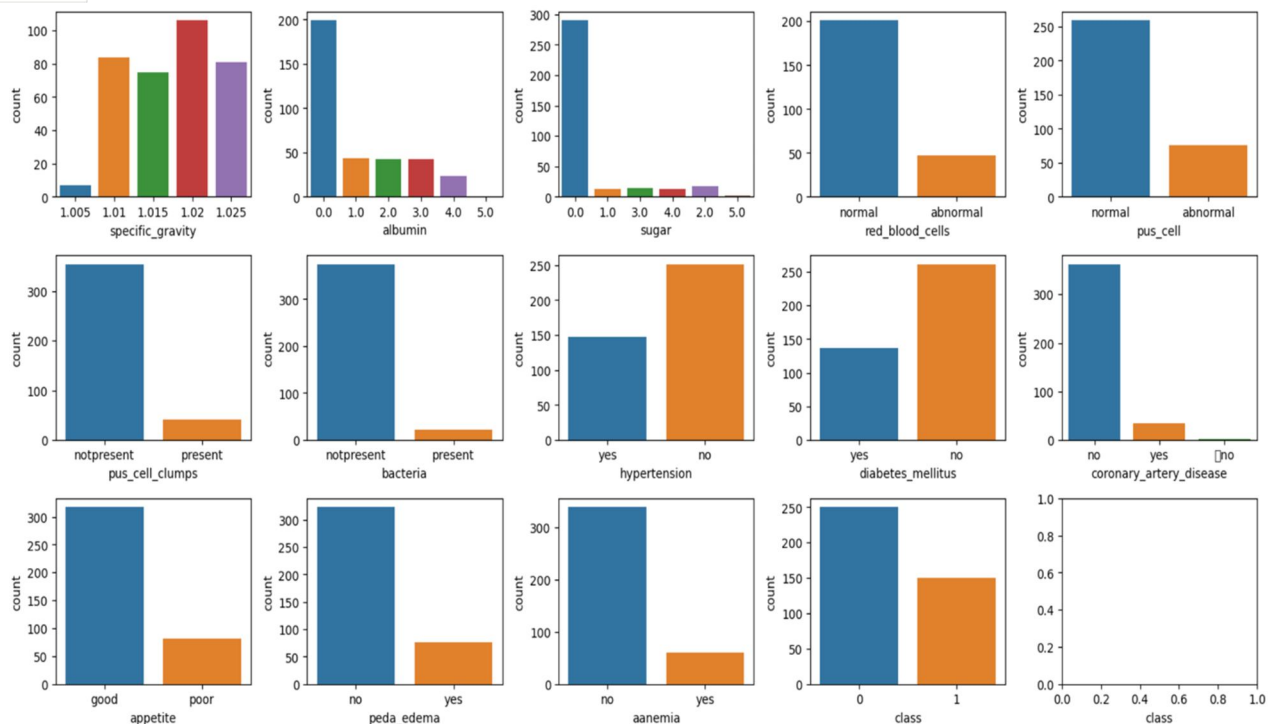 count
100
80
60
40
20
0
1.005 1.01 1.015 1.02 1.025
specific_gravity
count
200
150
100
50
0
0.0 1.0 2.0 3.0 4.0 5.0
albumin
count
300
250
200
150
100
50
0
0.0 1.0 3.0 4.0 2.0 5.0
sugar
count
200
150
100
50
0
normal abnormal
red_blood_cells
count
250
200
150
100
50
0
normal abnormal
pus_cell
count
300
200
100
0
notpresent present
pus_cell_clumps
count
300
200
100
0
notpresent present
bacteria
count
250
200
150
100
50
0
yes no
hypertension
count
250
200
150
100
50
0
yes no
diabetes_mellitus
count
300
200
100
0
no yes ▯no
coronary_artery_disease
count
300
250
200
150
100
50
0
good poor
appetite
count
300
250
200
150
100
50
0
no yes
peda_edema
count
300
200
100
0
no yes
aanemia
count
250
200
150
100
50
0
0 1
class
count
1.0
0.8
0.6
0.4
0.2
0.0
0.0 0.2 0.4 0.6 0.8 1.0
class